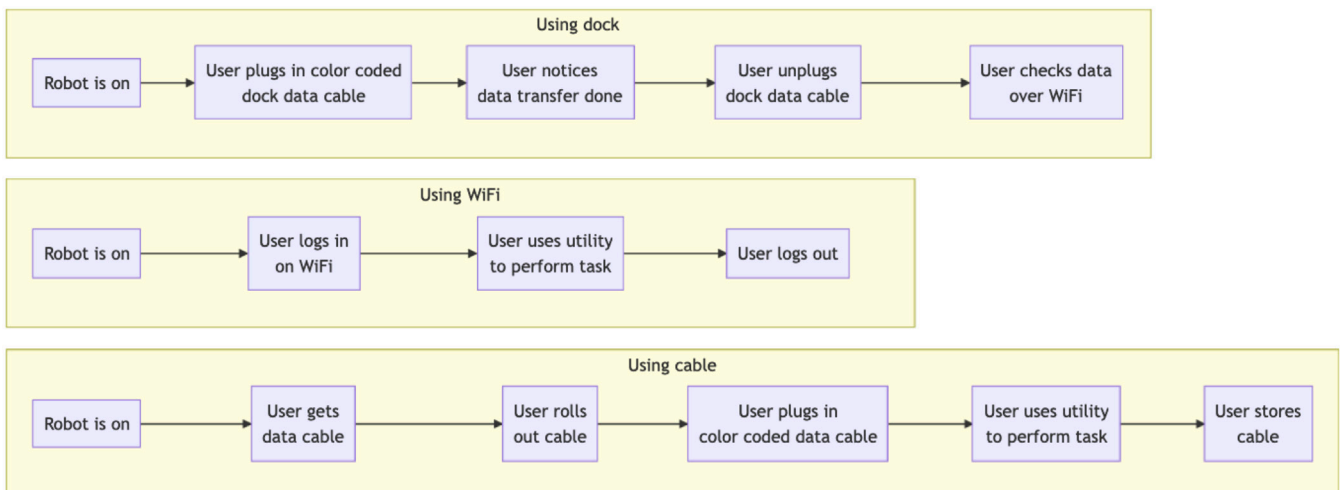 Using dock
Robot is on
User plugs in color coded
dock data cable
User notices
data transfer done
User unplugs
dock data cable
User checks data
over WiFi
Using WiFi
Robot is on
User logs in
on WiFi
User uses utility
to perform task
User logs out
Using cable
Robot is on
User gets
data cable
User rolls
out cable
User plugs in
color coded data cable
User uses utility
to perform task
User stores
cable